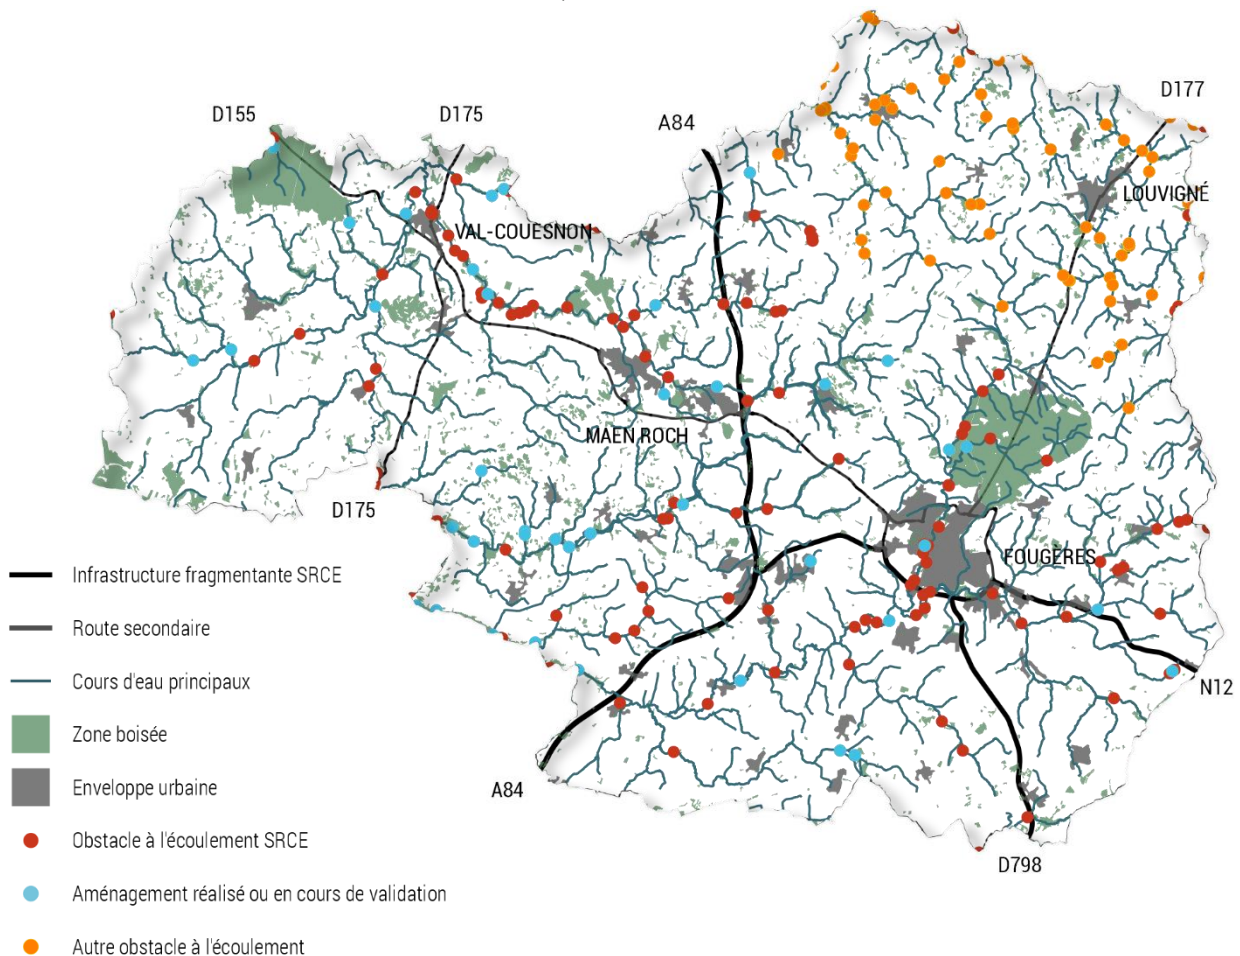 D155
D175
A84
D177
LOUVIGNÉ
VAL-COUESNON
MAEN ROCH
D175
FOUGÈRES
N12
A84
D798
Infrastructure fragmentante SRCE
Route secondaire
Cours d'eau principaux
Zone boisée
Enveloppe urbaine
Obstacle à l'écoulement SRCE
Aménagement réalisé ou en cours de validation
Autre obstacle à l'écoulement